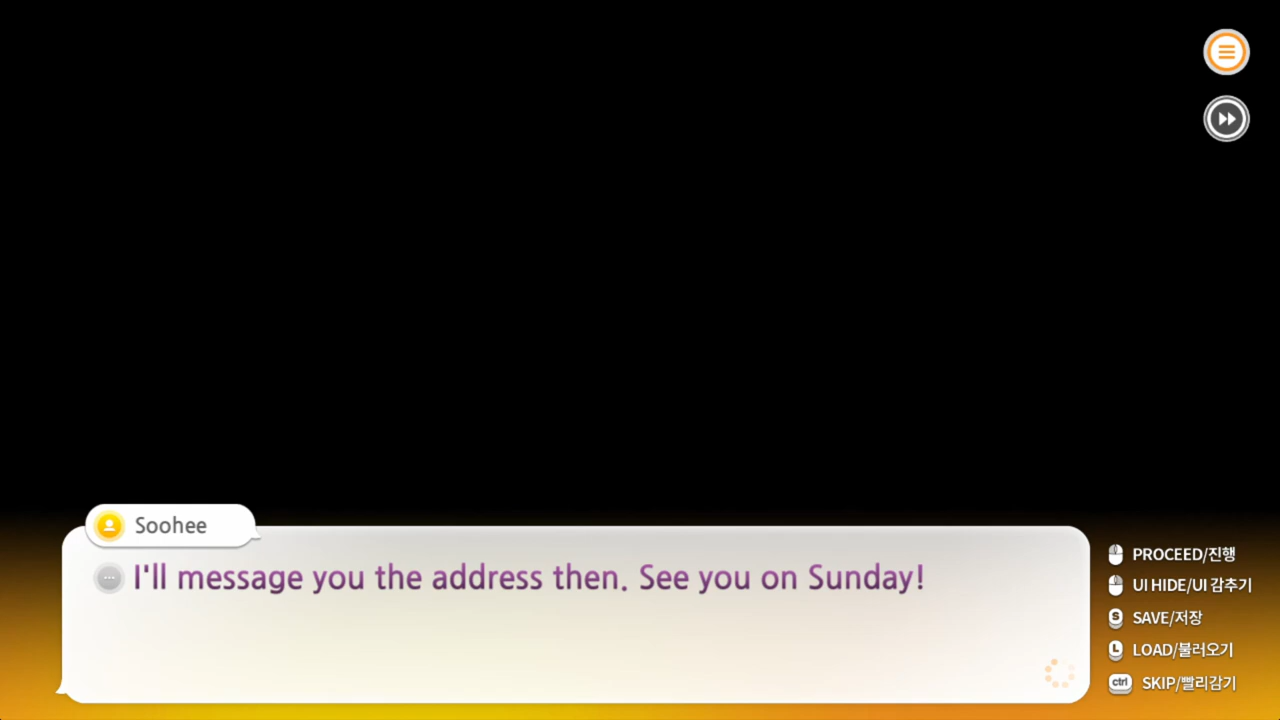 Soohee
I'll message you the address then. See you on Sunday!
PROCEED/진행
UI HIDE/UI 감추기
S SAVE/저장
L LOAD/불러오기
ctrl SKIP/빨리감기